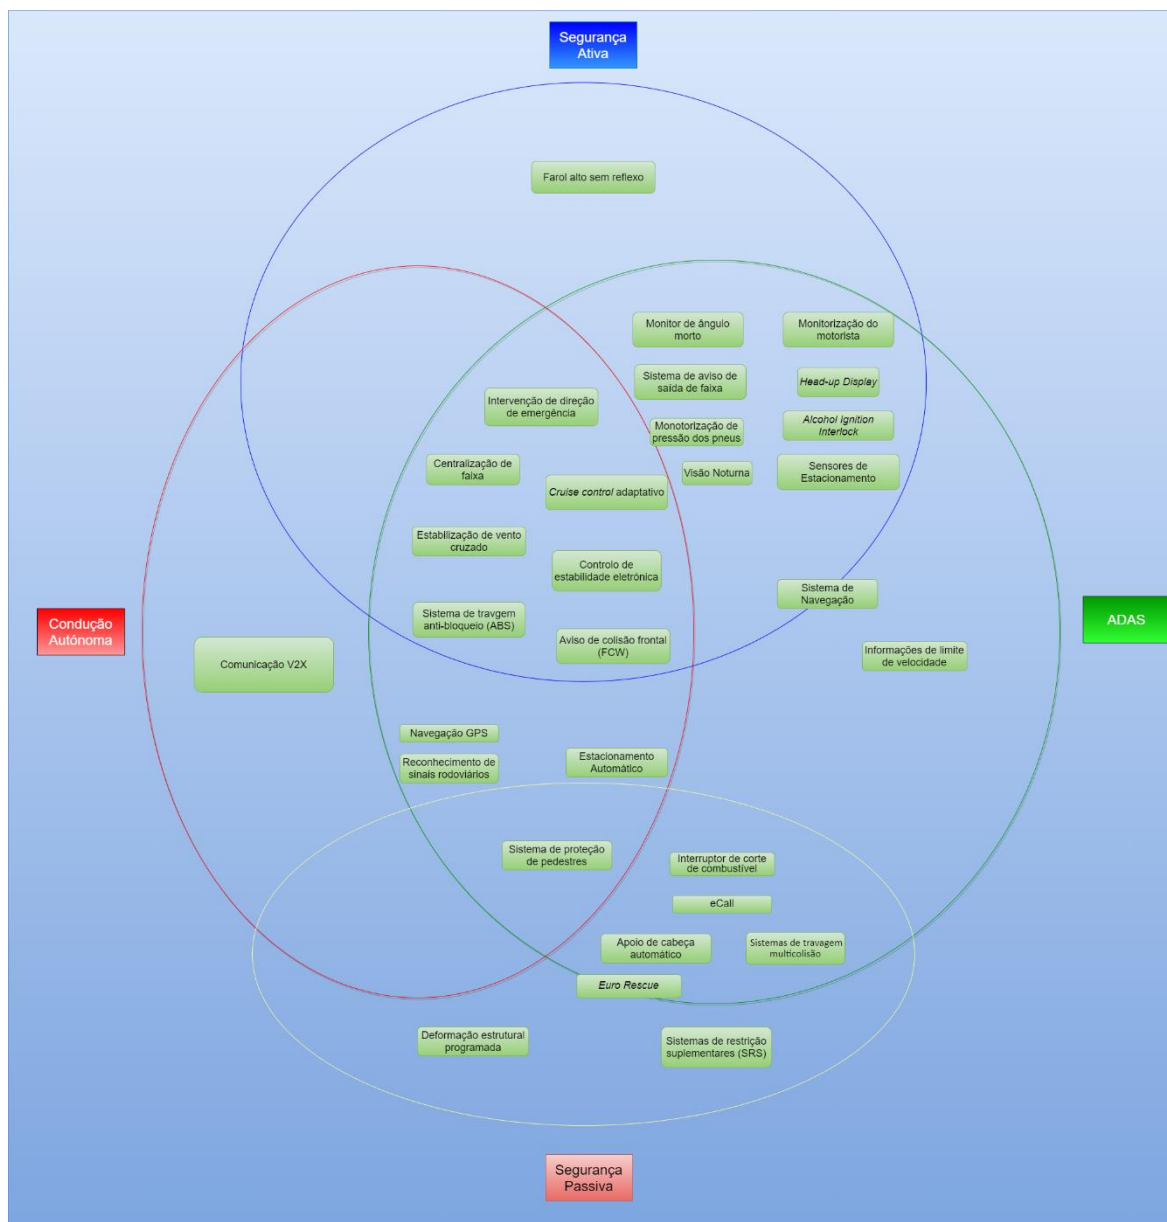 Segurança
Ativa
Farol alto sem reflexo
Monitor de ângulo
morto
Monitorização do
motorista
Sistema de aviso de
saída de faixa
Head-up Display
Intervenção de direção
de emergência
Monotorização de
pressão dos pneus
Alcohol Ignition
Interlock
Centralização de
faixa
Cruise control adaptativo
Visão Noturna
Sensores de
Estacionamento
Estabilização de vento
cruzado
Controlo de
estabilidade eletrónica
Sistema de
Navegação
Sistema de travgem
anti-bloqueio (ABS)
Aviso de colisão frontal
(FCW)
Condução
Autónoma
ADAS
Comunicação V2X
Informações de limite
de velocidade
Navegação GPS
Reconhecimento de
sinais rodoviários
Estacionamento
Automático
Sistema de proteção
de pedestres
Interruptor de corte
de combustível
eCall
Apoio de cabeça
automático
Sistemas de travagem
multicolisão
Euro Rescue
Deformação estrutural
programada
Sistemas de restrição
suplementares (SRS)
Segurança
Passiva